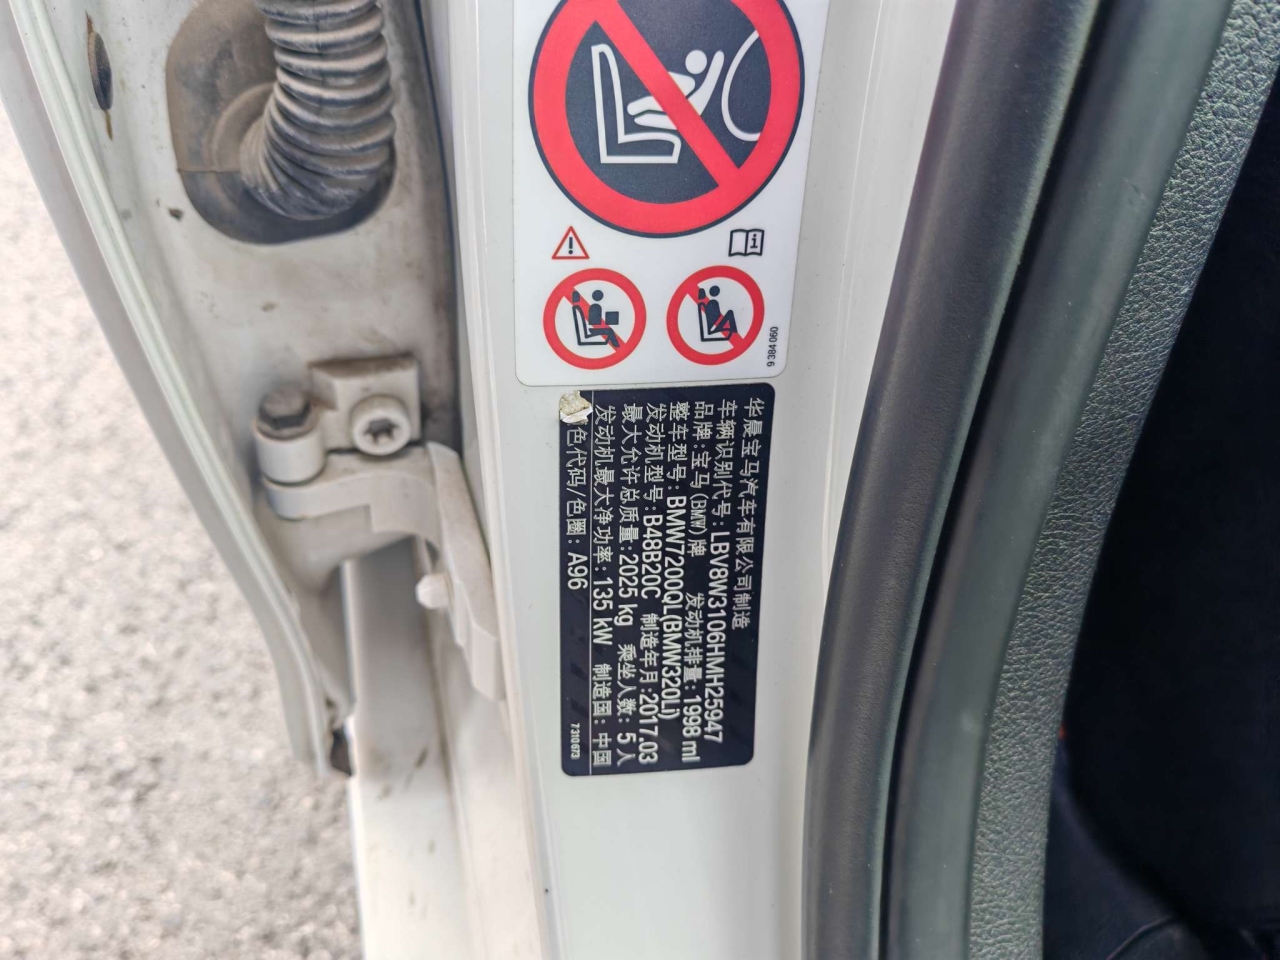 9 384 060
华晨宝马汽车有限公司制造
车辆识别代号:LBV8W3106HMH25947
品牌:宝马(BMW)牌 发动机排量:1998 ml
整车型号:BMW7200QL(BMW320Li)
发动机型号:B48B20C 制造年月:2017.03
最大允许总质量:2025 kg 乘坐人数:5人
发动机最大净功率:135 kW 制造国:中国
色代码/色圈:A96
7310673